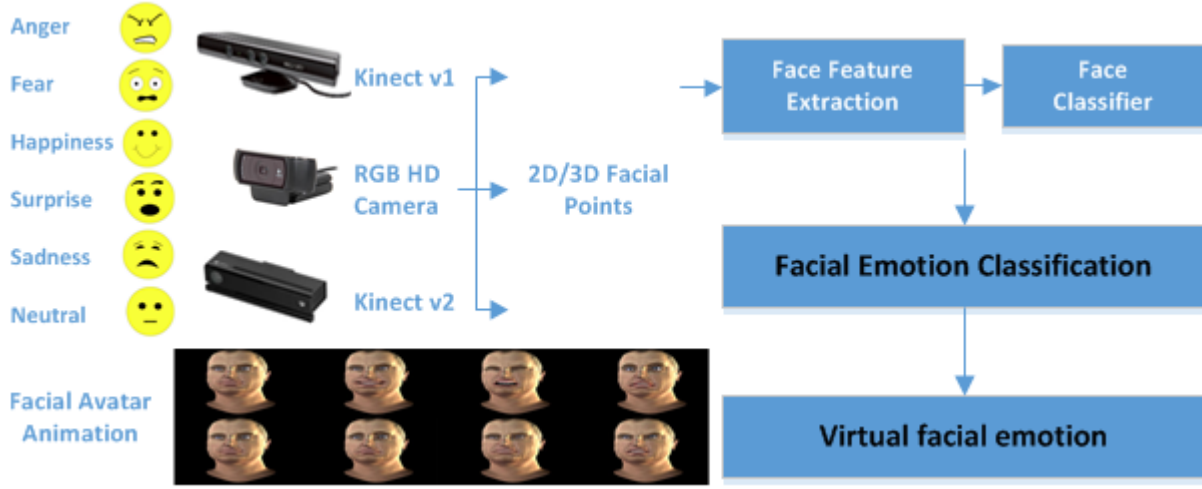 Anger
Fear
Happiness
Surprise
Sadness
Neutral
Kinect v1
RGB HD
Camera
Kinect v2
2D/3D Facial
Points
Face Feature
Extraction
Face
Classifier
Facial Emotion Classification
Virtual facial emotion
Facial Avatar
Animation